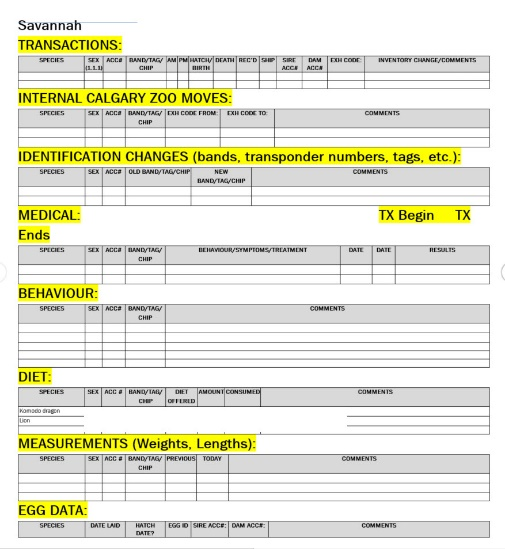 Savannah
TRANSACTIONS:
SPECIES SEX (1.1.1) ACC# BAND/TAG/ CHIP AM PM HATCH/ BIRTH DEATH REC'D SHIP SIRE ACC# DAM ACC# EXH CODE: INVENTORY CHANGE/COMMENTS
INTERNAL CALGARY ZOO MOVES:
SPECIES SEX ACC# BAND/TAG/ CHIP EXH CODE FROM: EXH CODE TO: COMMENTS
IDENTIFICATION CHANGES (bands, transponder numbers, tags, etc.):
SPECIES SEX ACC# OLD BAND/TAG/CHIP NEW BAND/TAG/CHIP COMMENTS
MEDICAL: TX Begin TX
Ends
SPECIES SEX ACC# BAND/TAG/ CHIP BEHAVIOUR/SYMPTOMS/TREATMENT DATE DATE RESULTS
BEHAVIOUR:
SPECIES SEX ACC# BAND/TAG/ CHIP COMMENTS
DIET:
SPECIES SEX ACC # BAND/TAG/ CHIP DIET OFFERED AMOUNT CONSUMED COMMENTS
Komodo dragon
Lion
MEASUREMENTS (Weights, Lengths):
SPECIES SEX ACC # BAND/TAG/ CHIP PREVIOUS TODAY COMMENTS
EGG DATA:
SPECIES DATE LAID HATCH DATE? EGG ID SIRE ACC#: DAM ACC#: COMMENTS